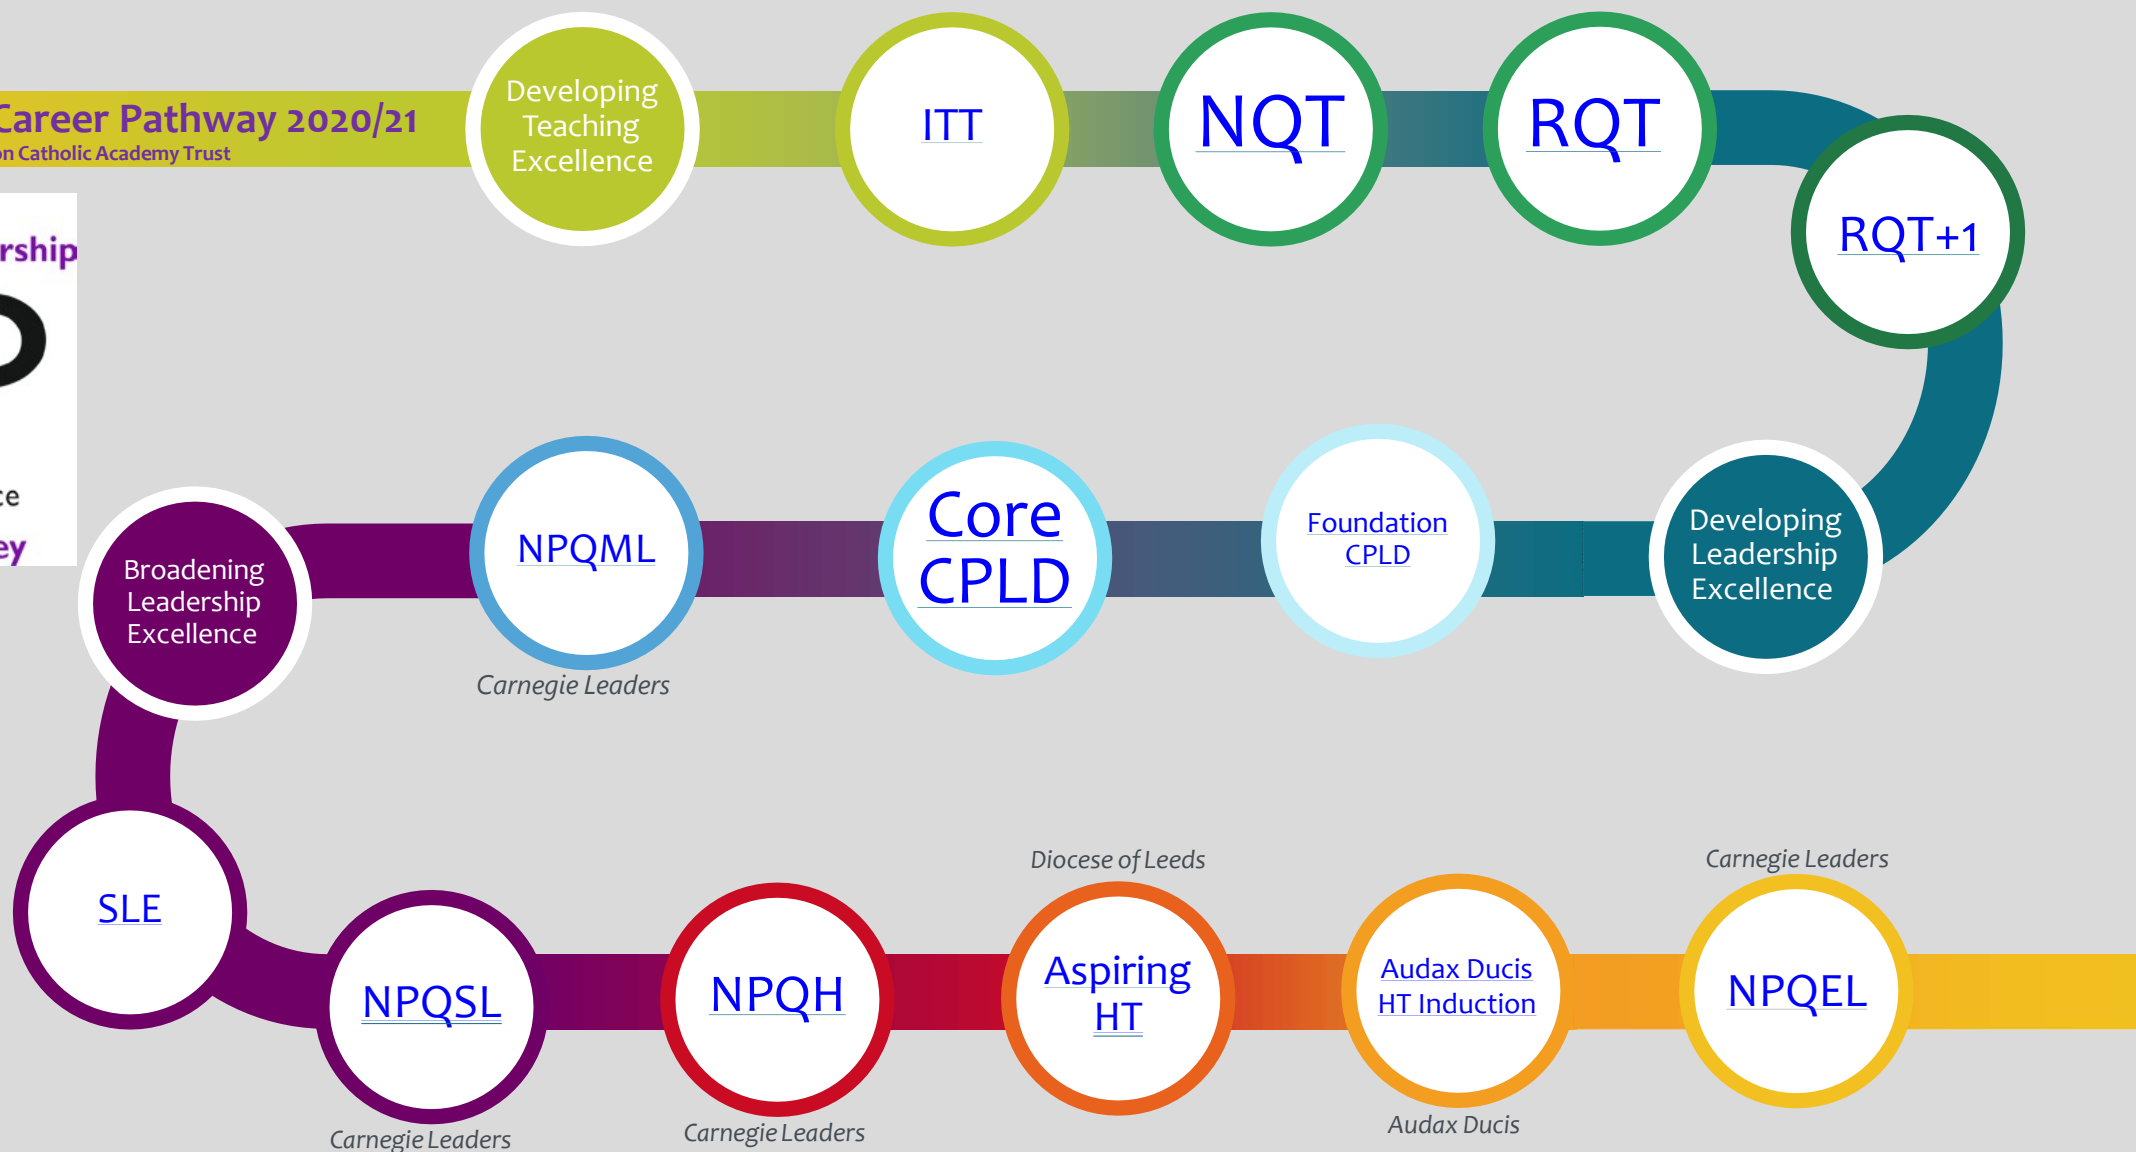 Career Pathway 2020/21
on Catholic Academy Trust
Developing
Teaching
Excellence
ITT
NQT
RQT
RQT+1
rship
ce
ey
Developing
Leadership
Excellence
Foundation
CPLD
Core
CPLD
NPQML
Carnegie Leaders
Broadening
Leadership
Excellence
SLE
NPQSL
Carnegie Leaders
NPQH
Carnegie Leaders
Diocese of Leeds
Aspiring
HT
Audax Ducis
HT Induction
Audax Ducis
Carnegie Leaders
NPQEL